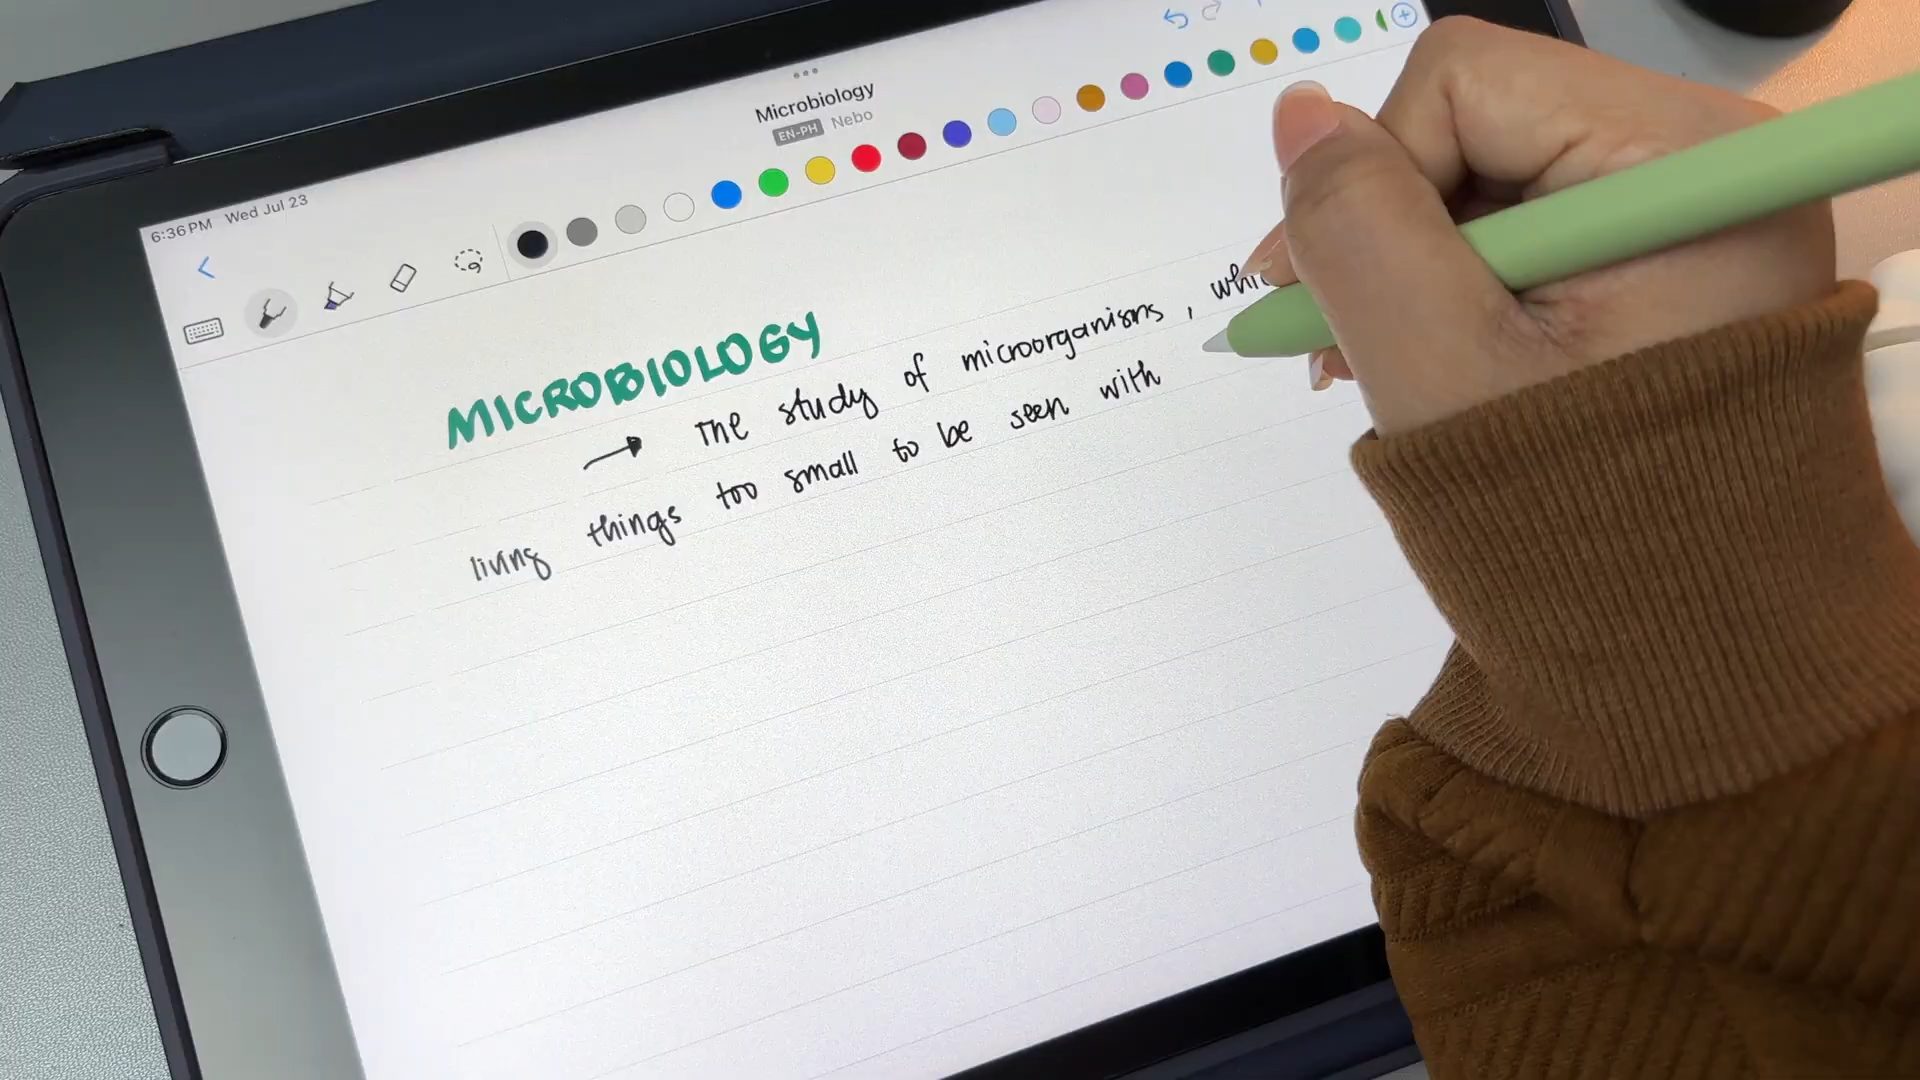 6:36 PM Wed Jul 23
Microbiology
EN-PH Nebo
MICROBIOLOGY
→ The study of microorganisms,
living things too small to be seen with